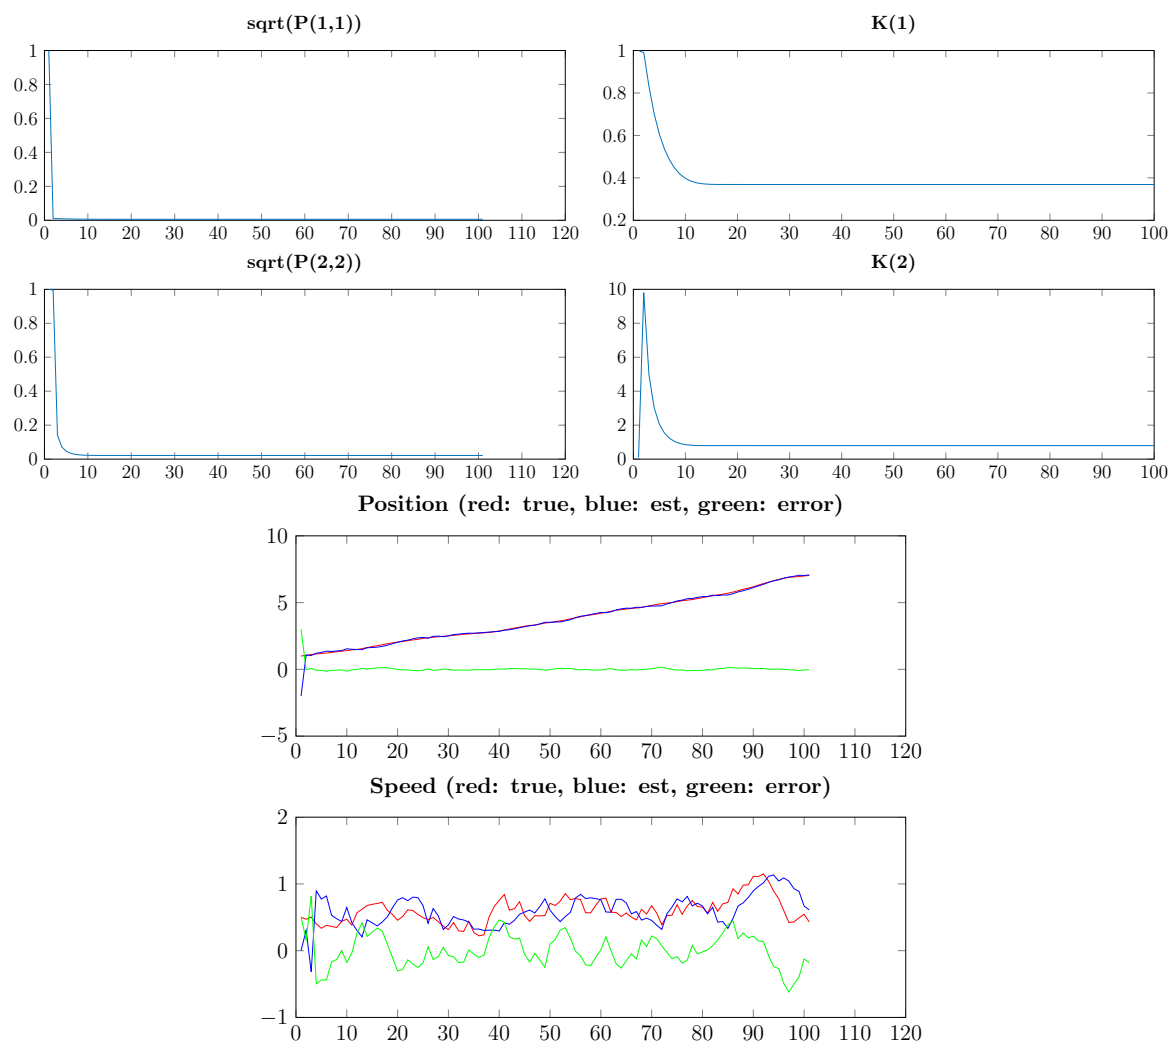 sqrt(P(1,1))
K(1)
1
0.8
0.6
0.4
0.2
0
0 10 20 30 40 50 60 70 80 90 100 110 120
1
0.8
0.6
0.4
0.2
0 10 20 30 40 50 60 70 80 90 100
sqrt(P(2,2))
K(2)
1
0.8
0.6
0.4
0.2
0
0 10 20 30 40 50 60 70 80 90 100 110 120
10
8
6
4
2
0
0 10 20 30 40 50 60 70 80 90 100
Position (red: true, blue: est, green: error)
10
5
0
−5
0 10 20 30 40 50 60 70 80 90 100 110 120
Speed (red: true, blue: est, green: error)
2
1
0
−1
0 10 20 30 40 50 60 70 80 90 100 110 120